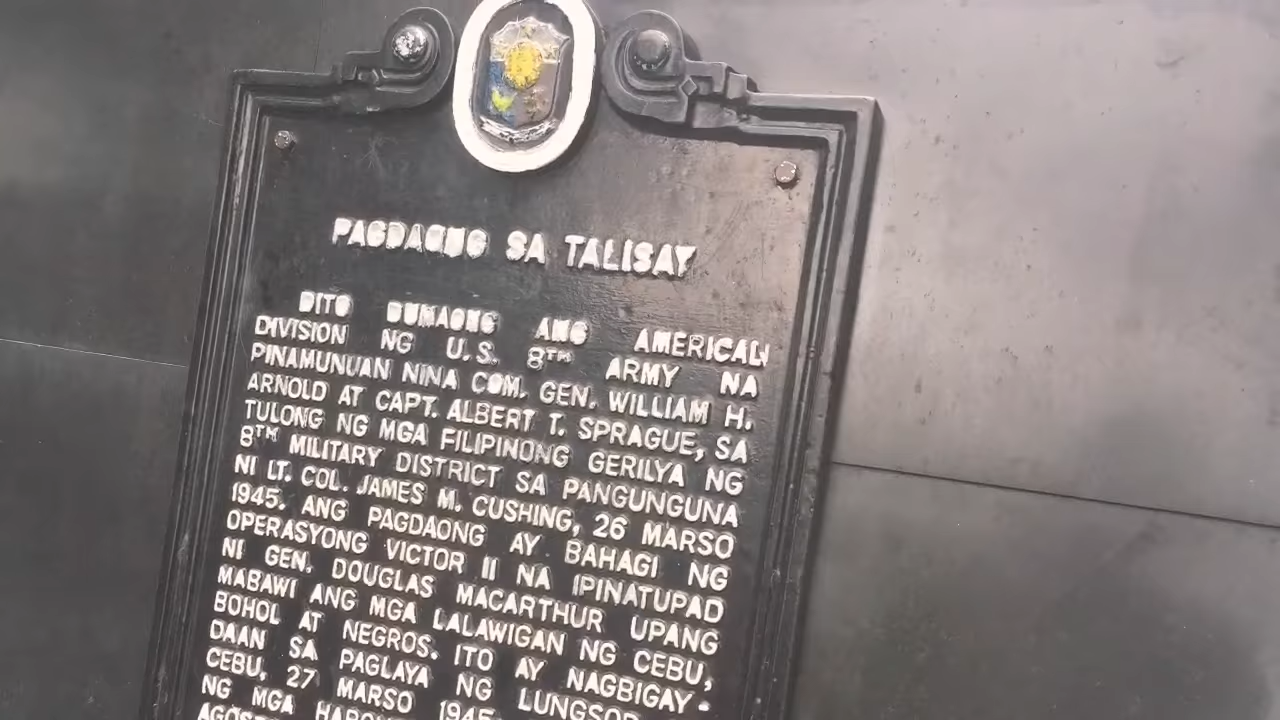 PAGDAONG SA TALISAY
DITO DUMAONG ANG AMERICAL
DIVISION NG U.S. 8TH ARMY NA
PINAMUNUAN NINA COM. GEN. WILLIAM H.
ARNOLD AT CAPT. ALBERT T. SPRAGUE, SA
TULONG NG MGA FILIPINONG GERILYA NG
8TH MILITARY DISTRICT SA PANGUNGUNA
NI LT. COL. JAMES M. CUSHING, 26 MARSO
1945. ANG PAGDAONG AY BAHAGI NG
OPERASYONG VICTOR II NA IPINATUPAD
NI GEN. DOUGLAS MACARTHUR UPANG
MABAWI ANG MGA LALAWIGAN NG CEBU,
BOHOL AT NEGROS. ITO AY NAGBIGAY-
DAAN SA PAGLAYA NG LUNGSOD
CEBU, 27 MARSO 1945
NG MGA